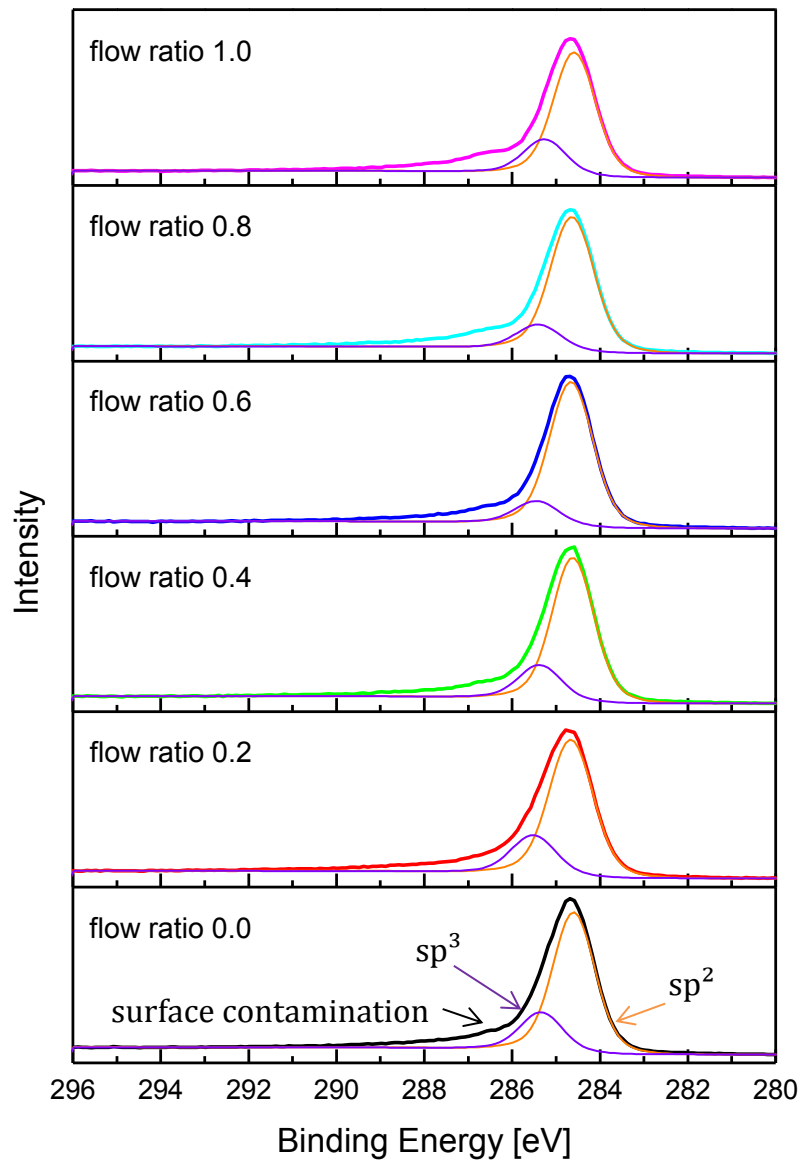 flow ratio 1.0
flow ratio 0.8
flow ratio 0.6
flow ratio 0.4
flow ratio 0.2
flow ratio 0.0
sp³
sp²
surface contamination
Intensity
296 294 292 290 288 286 284 282 280
Binding Energy [eV]